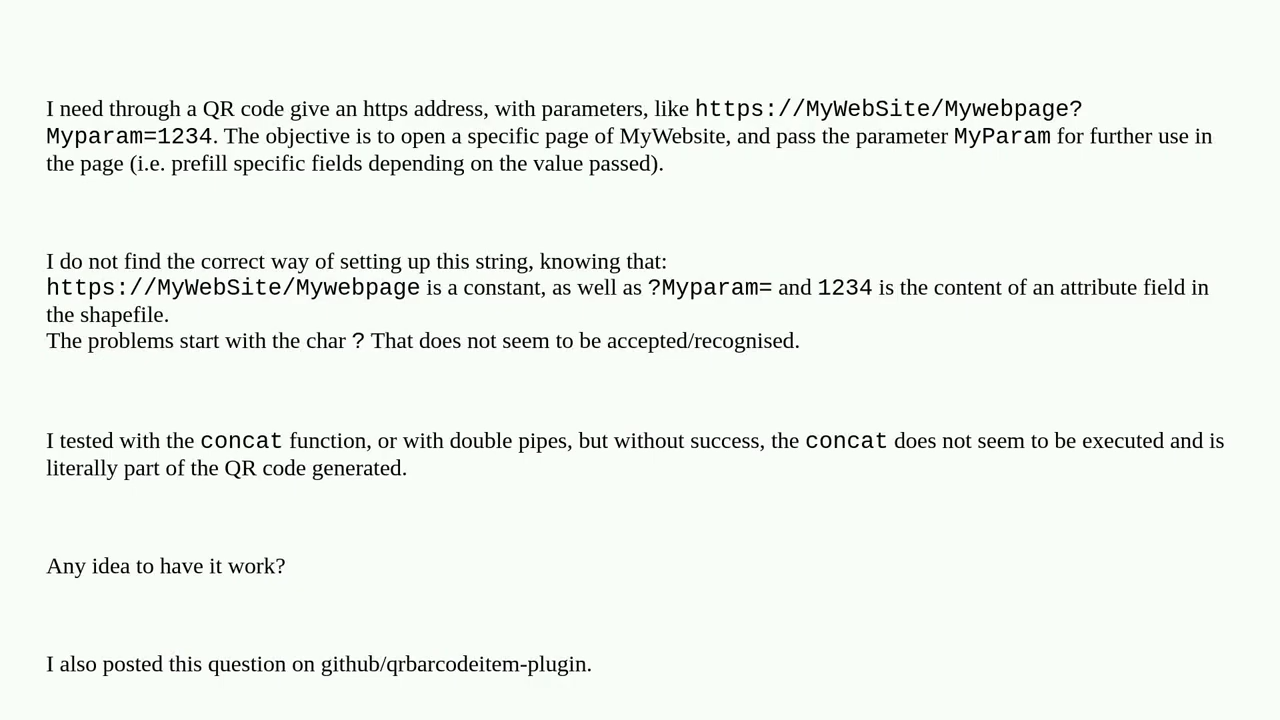 I need through a QR code give an https address, with parameters, like https://MyWebSite/Mywebpage?
Myparam=1234. The objective is to open a specific page of MyWebsite, and pass the parameter MyParam for further use in
the page (i.e. prefill specific fields depending on the value passed).
I do not find the correct way of setting up this string, knowing that:
https://MyWebSite/Mywebpage is a constant, as well as ?Myparam= and 1234 is the content of an attribute field in
the shapefile.
The problems start with the char ? That does not seem to be accepted/recognised.
I tested with the concat function, or with double pipes, but without success, the concat does not seem to be executed and is
literally part of the QR code generated.
Any idea to have it work?
I also posted this question on github/qrbarcodeitem-plugin.